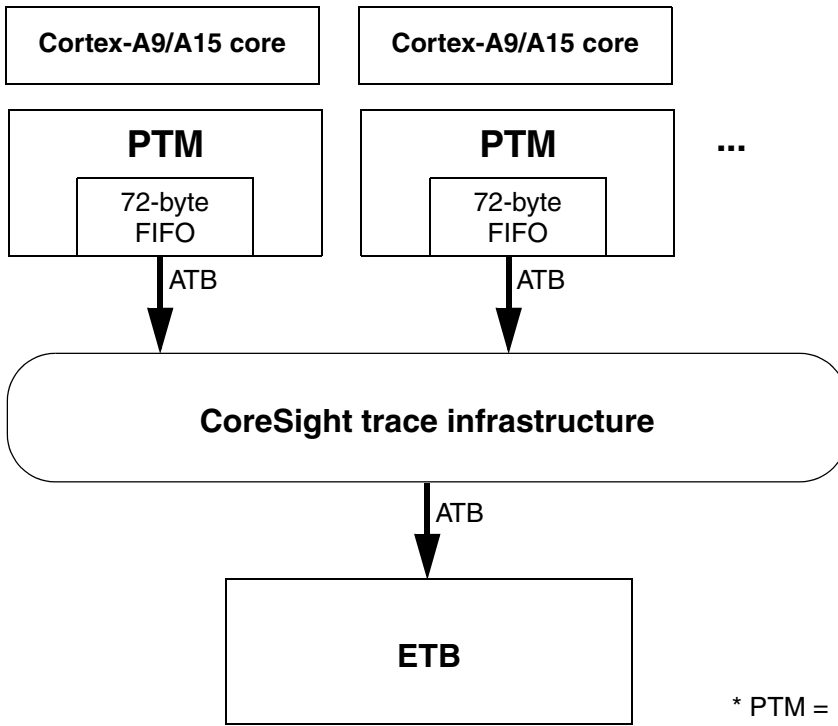 Cortex-A9/A15 core
Cortex-A9/A15 core
PTM
PTM
...
72-byte
FIFO
72-byte
FIFO
ATB
ATB
CoreSight trace infrastructure
ATB
ETB
* PTM =